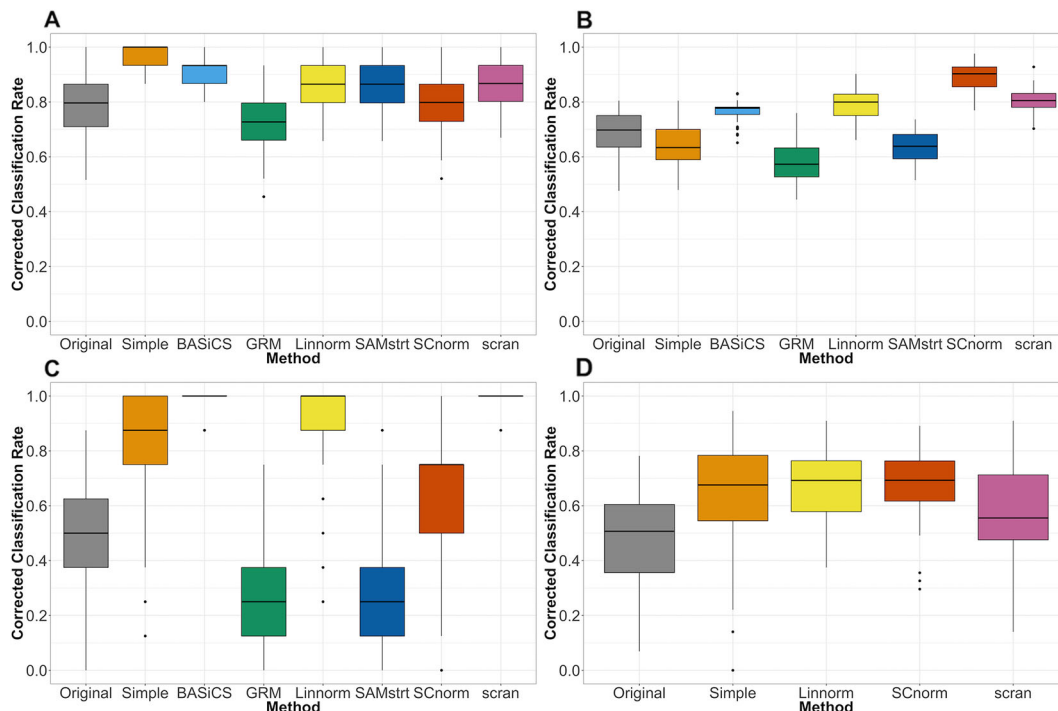 A
Corrected Classification Rate
1.0
0.8
0.6
0.4
0.2
0.0
Original Simple BASiCS GRM Linnorm SAMstrt SCnorm scran
Method
B
Corrected Classification Rate
1.0
0.8
0.6
0.4
0.2
0.0
Original Simple BASiCS GRM Linnorm SAMstrt SCnorm scran
Method
C
Corrected Classification Rate
1.0
0.8
0.6
0.4
0.2
0.0
Original Simple BASiCS GRM Linnorm SAMstrt SCnorm scran
Method
D
Corrected Classification Rate
1.0
0.8
0.6
0.4
0.2
0.0
Original Simple Linnorm SCnorm scran
Method